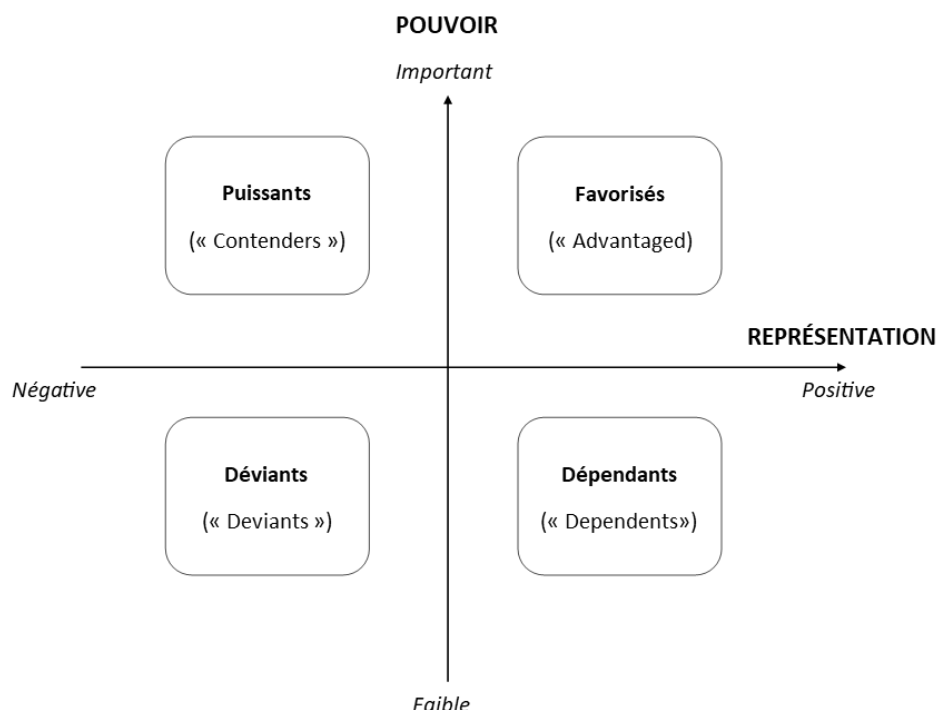 POUVOIR
Important
Puissants
(« Contenders »)
Favorisés
(« Advantaged)
REPRÉSENTATION
Négative
Positive
Déviants
(« Deviants »)
Dépendants
(« Dependents»)
Faible